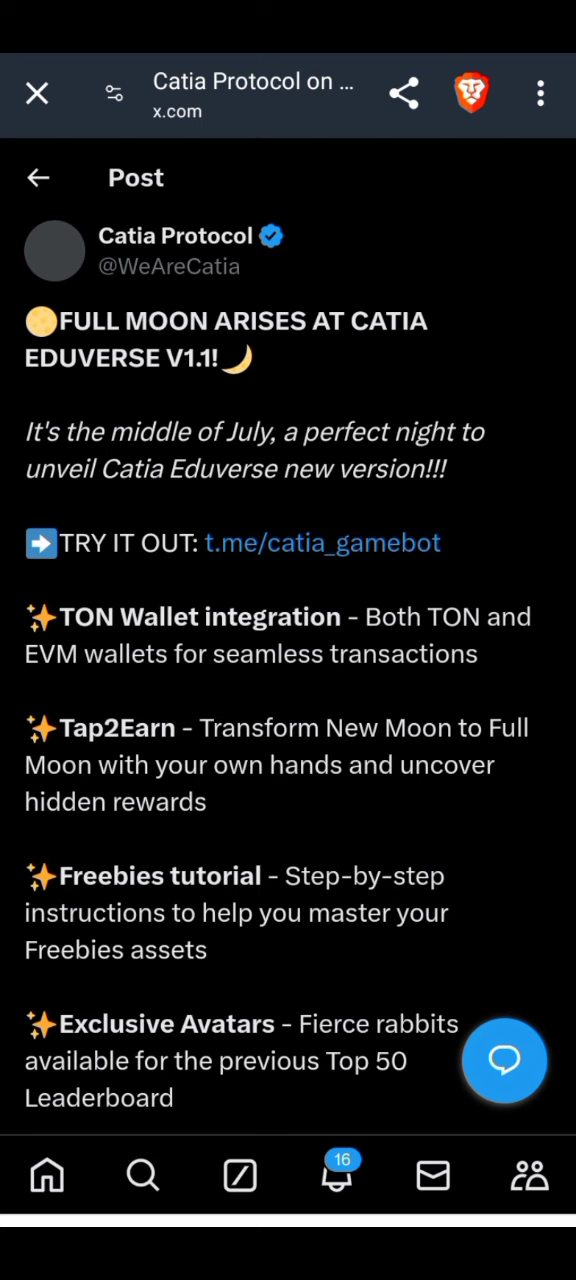 Catia Protocol on ...
x.com
Post
Catia Protocol
@WeAreCatia
🌕FULL MOON ARISES AT CATIA
EDUVERSE V1.1!🌙
It's the middle of July, a perfect night to
unveil Catia Eduverse new version!!!
➡️TRY IT OUT: t.me/catia_gamebot
✨TON Wallet integration - Both TON and
EVM wallets for seamless transactions
✨Tap2Earn - Transform New Moon to Full
Moon with your own hands and uncover
hidden rewards
✨Freebies tutorial - Step-by-step
instructions to help you master your
Freebies assets
✨Exclusive Avatars - Fierce rabbits
available for the previous Top 50
Leaderboard
16